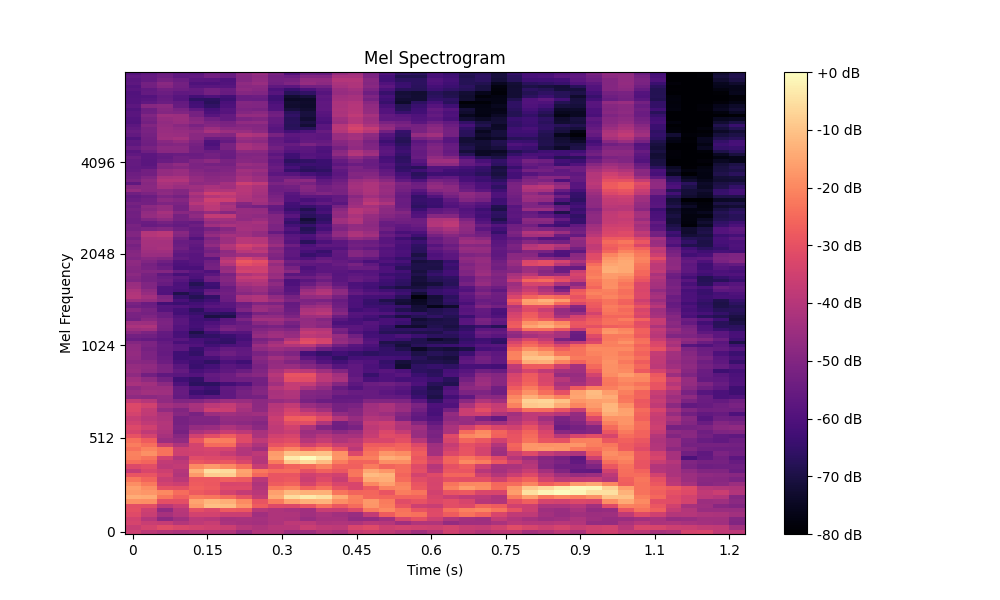 Mel Spectrogram
Mel Frequency
4096
2048
1024
512
0
0 0.15 0.3 0.45 0.6 0.75 0.9 1.1 1.2
Time (s)
+0 dB
-10 dB
-20 dB
-30 dB
-40 dB
-50 dB
-60 dB
-70 dB
-80 dB